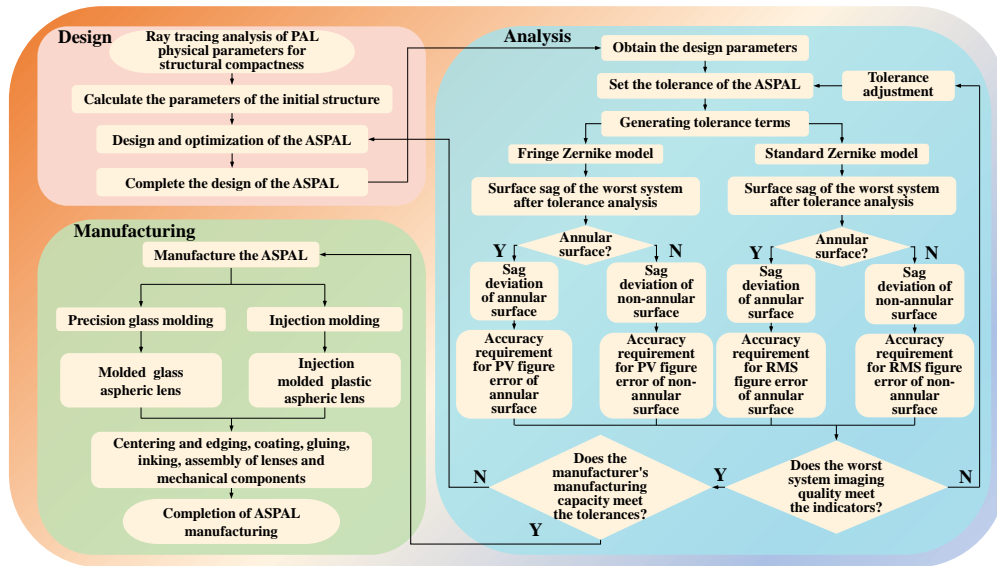 Design
Ray tracing analysis of PAL
physical parameters for
structural compactness
Calculate the parameters of the initial structure
Design and optimization of the ASPAL
Complete the design of the ASPAL
Manufacturing
Manufacture the ASPAL
Precision glass molding
Injection molding
Molded glass
aspheric lens
Injection
molded plastic
aspheric lens
Centering and edging, coating, gluing,
inking, assembly of lenses and
mechanical components
Completion of ASPAL
manufacturing
Analysis
Obtain the design parameters
Set the tolerance of the ASPAL
Tolerance
adjustment
Generating tolerance terms
Fringe Zernike model
Standard Zernike model
Surface sag of the worst system
after tolerance analysis
Surface sag of the worst system
after tolerance analysis
Annular
surface?
Y
N
Annular
surface?
Y
N
Sag
deviation
of annular
surface
Sag
deviation of
non-annular
surface
Sag
deviation
of annular
surface
Sag
deviation of
non-annular
surface
Accuracy
requirement
for PV figure
error of
annular
surface
Accuracy
requirement
for PV figure
error of non-
annular
surface
Accuracy
requirement
for RMS
figure error
of annular
surface
Accuracy
requirement
for RMS figure
error of non-
annular
surface
Does the
manufacturer's
manufacturing
capacity meet
the tolerances?
N
Y
Y
Does the worst
system imaging
quality meet
the indicators?
N